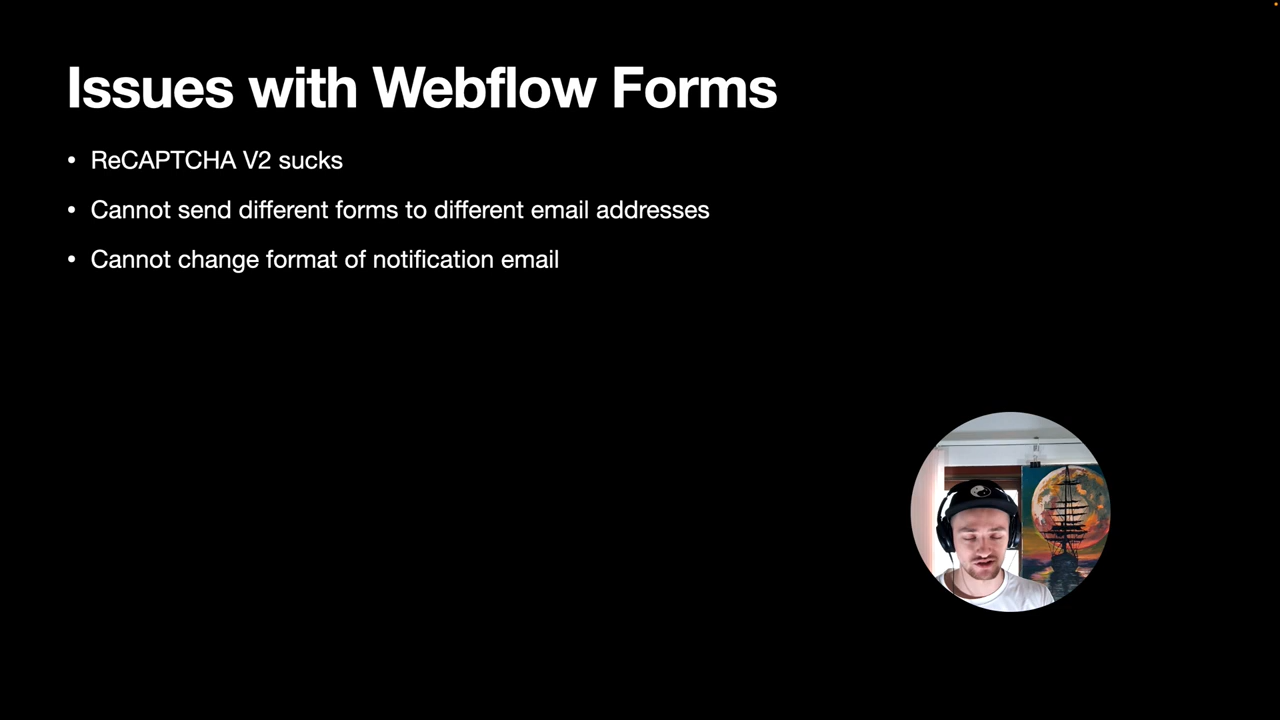 Issues with Webflow Forms
• ReCAPTCHA V2 sucks
• Cannot send different forms to different email addresses
• Cannot change format of notification email